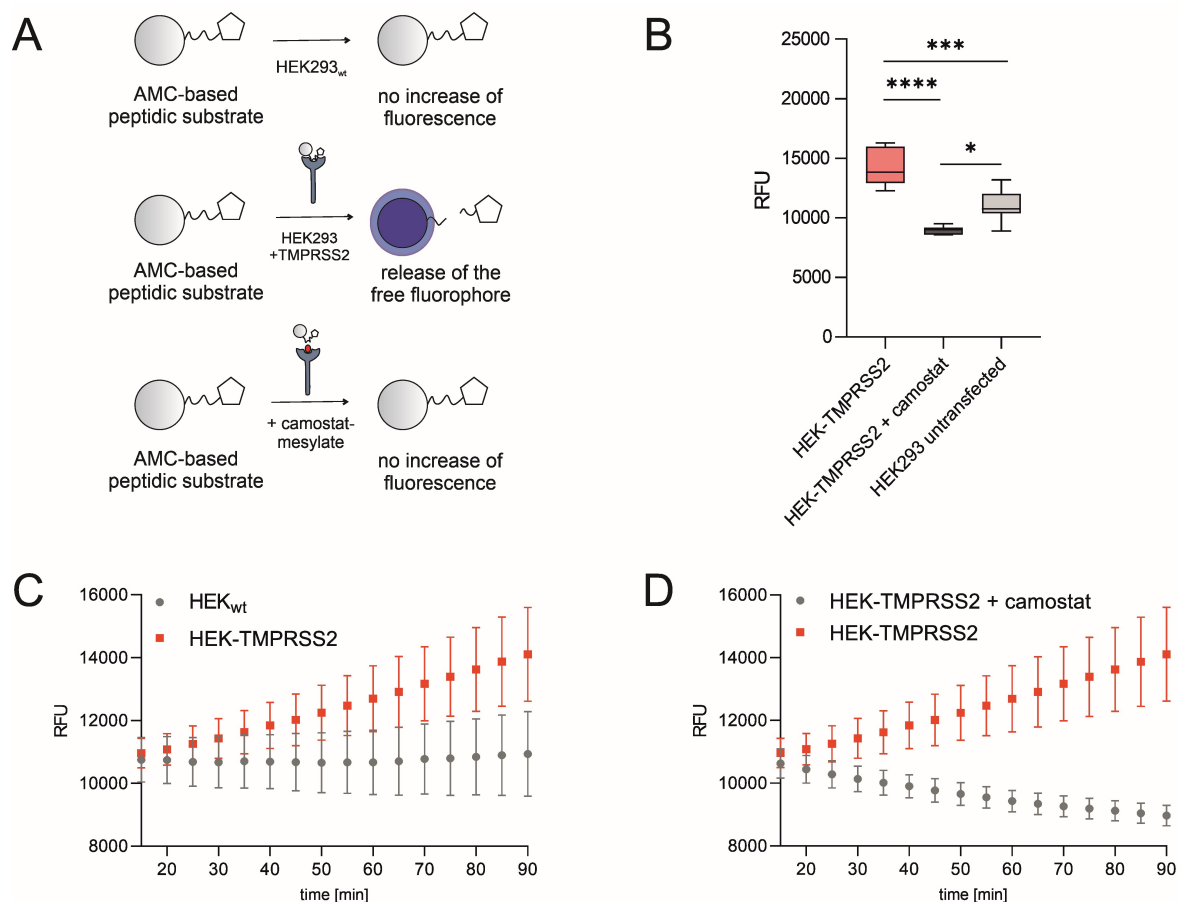 A
AMC-based
peptidic substrate
HEK293wt
no increase of
fluorescence
AMC-based
peptidic substrate
HEK293
+TMPRSS2
release of the
free fluorophore
AMC-based
peptidic substrate
+ camostat-
mesylate
no increase of
fluorescence
B
RFU
25000
20000
15000
10000
5000
0
***
****
*
HEK-TMPRSS2
HEK-TMPRSS2 + camostat
HEK293 untransfected
C
HEKwt
HEK-TMPRSS2
RFU
16000
14000
12000
10000
8000
20 30 40 50 60 70 80 90
time [min]
D
HEK-TMPRSS2 + camostat
HEK-TMPRSS2
RFU
16000
14000
12000
10000
8000
20 30 40 50 60 70 80 90
time [min]